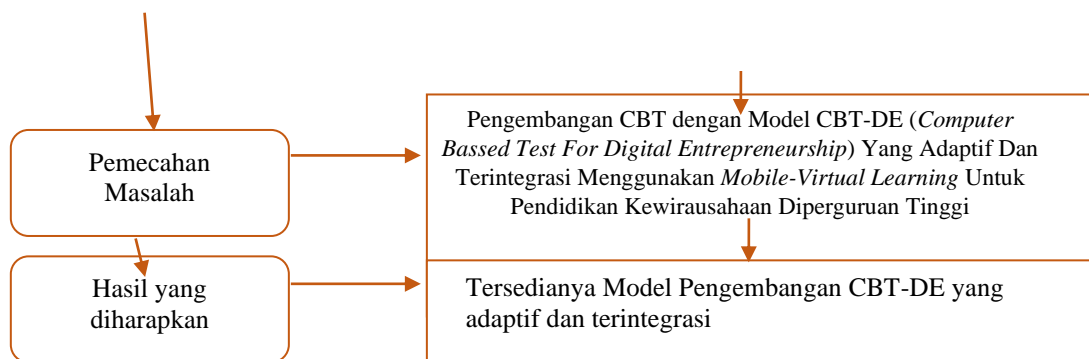 Pemecahan
Masalah
Pengembangan CBT dengan Model CBT-DE (Computer
Bassed Test For Digital Entrepreneurship) Yang Adaptif Dan
Terintegrasi Menggunakan Mobile-Virtual Learning Untuk
Pendidikan Kewirausahaan Diperguruan Tinggi
Hasil yang
diharapkan
Tersedianya Model Pengembangan CBT-DE yang
adaptif dan terintegrasi